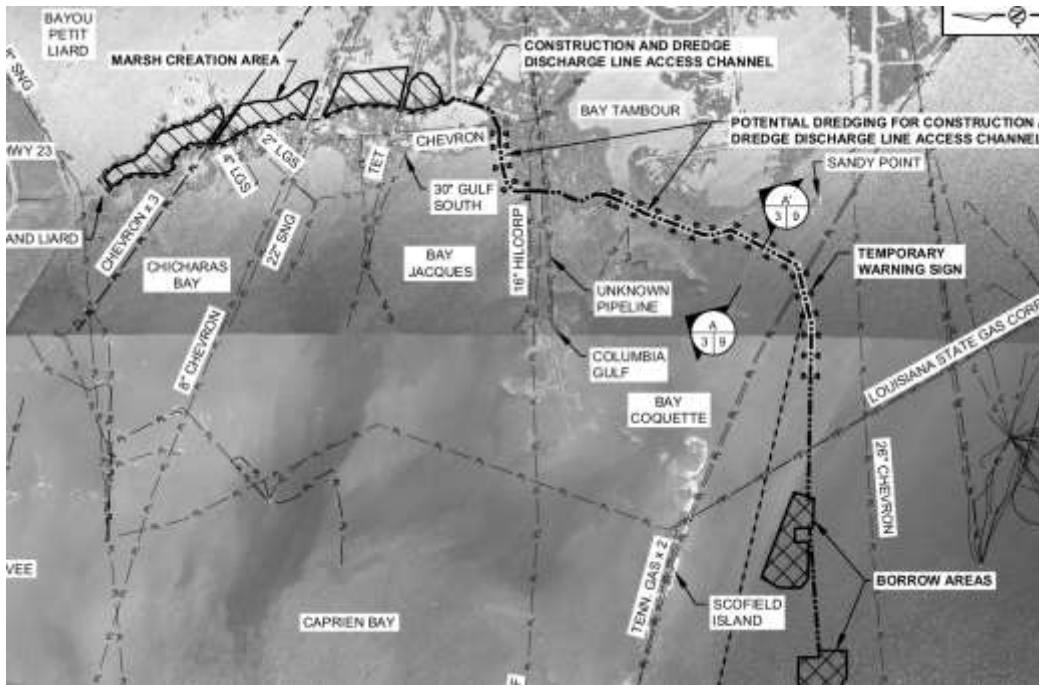 BAYOU
PETIT
LIARD
MARSH CREATION AREA
CONSTRUCTION AND DREDGE
DISCHARGE LINE ACCESS CHANNEL
SNG
BAY TAMBOUR
POTENTIAL DREDGING FOR CONSTRUCTION
DREDGE DISCHARGE LINE ACCESS CHANNEL
CHEVRON
2" LGS
4" LGS
TET
HWY 23
SANDY POINT
30" GULF
SOUTH
A'
3 9
CHEVRON x 3
AND LIARD
22" SNG
16" HILCORP
BAY
JACQUES
CHICHARAS
BAY
TEMPORARY
WARNING SIGN
UNKNOWN
PIPELINE
A
3 9
8" CHEVRON
COLUMBIA
GULF
LOUISIANA STATE GAS CORP
BAY
COQUETTE
26" CHEVRON
VEE
TENN. GAS x 2
BORROW AREAS
SCOFIELD
ISLAND
CAPRIEN BAY